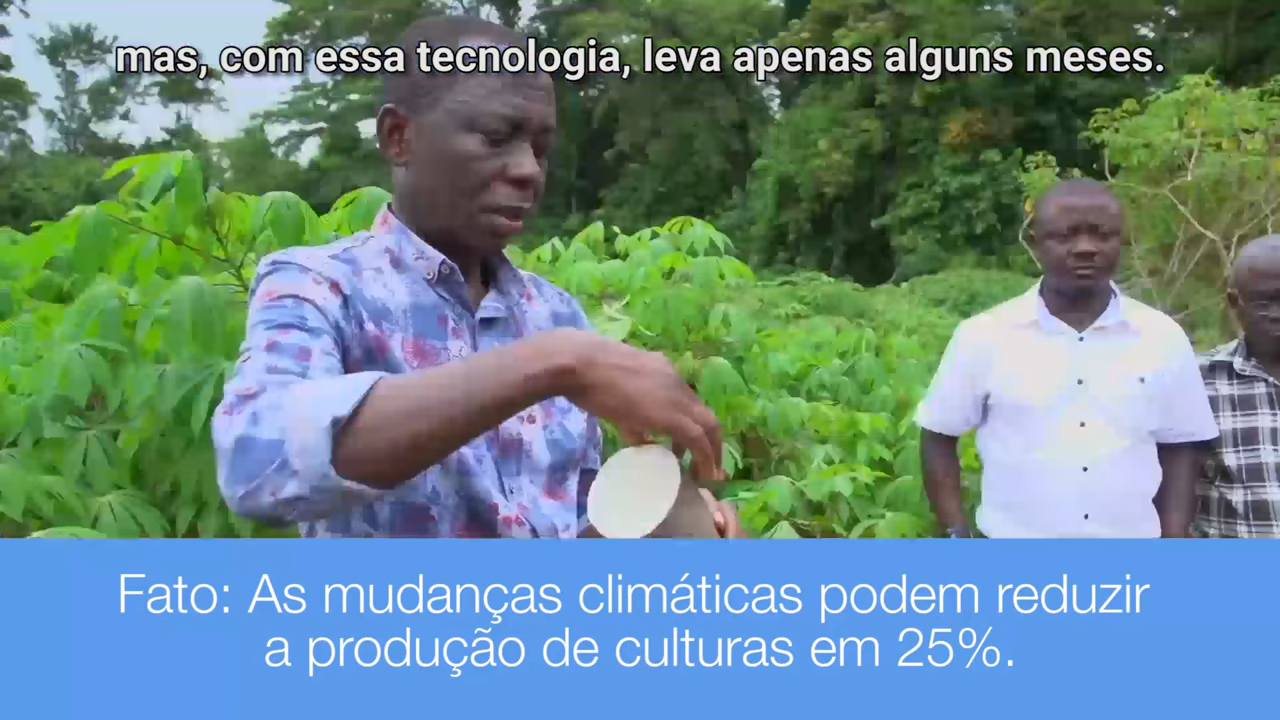 mas, com essa tecnologia, leva apenas alguns meses.
Fato: As mudanças climáticas podem reduzir
a produção de culturas em 25%.